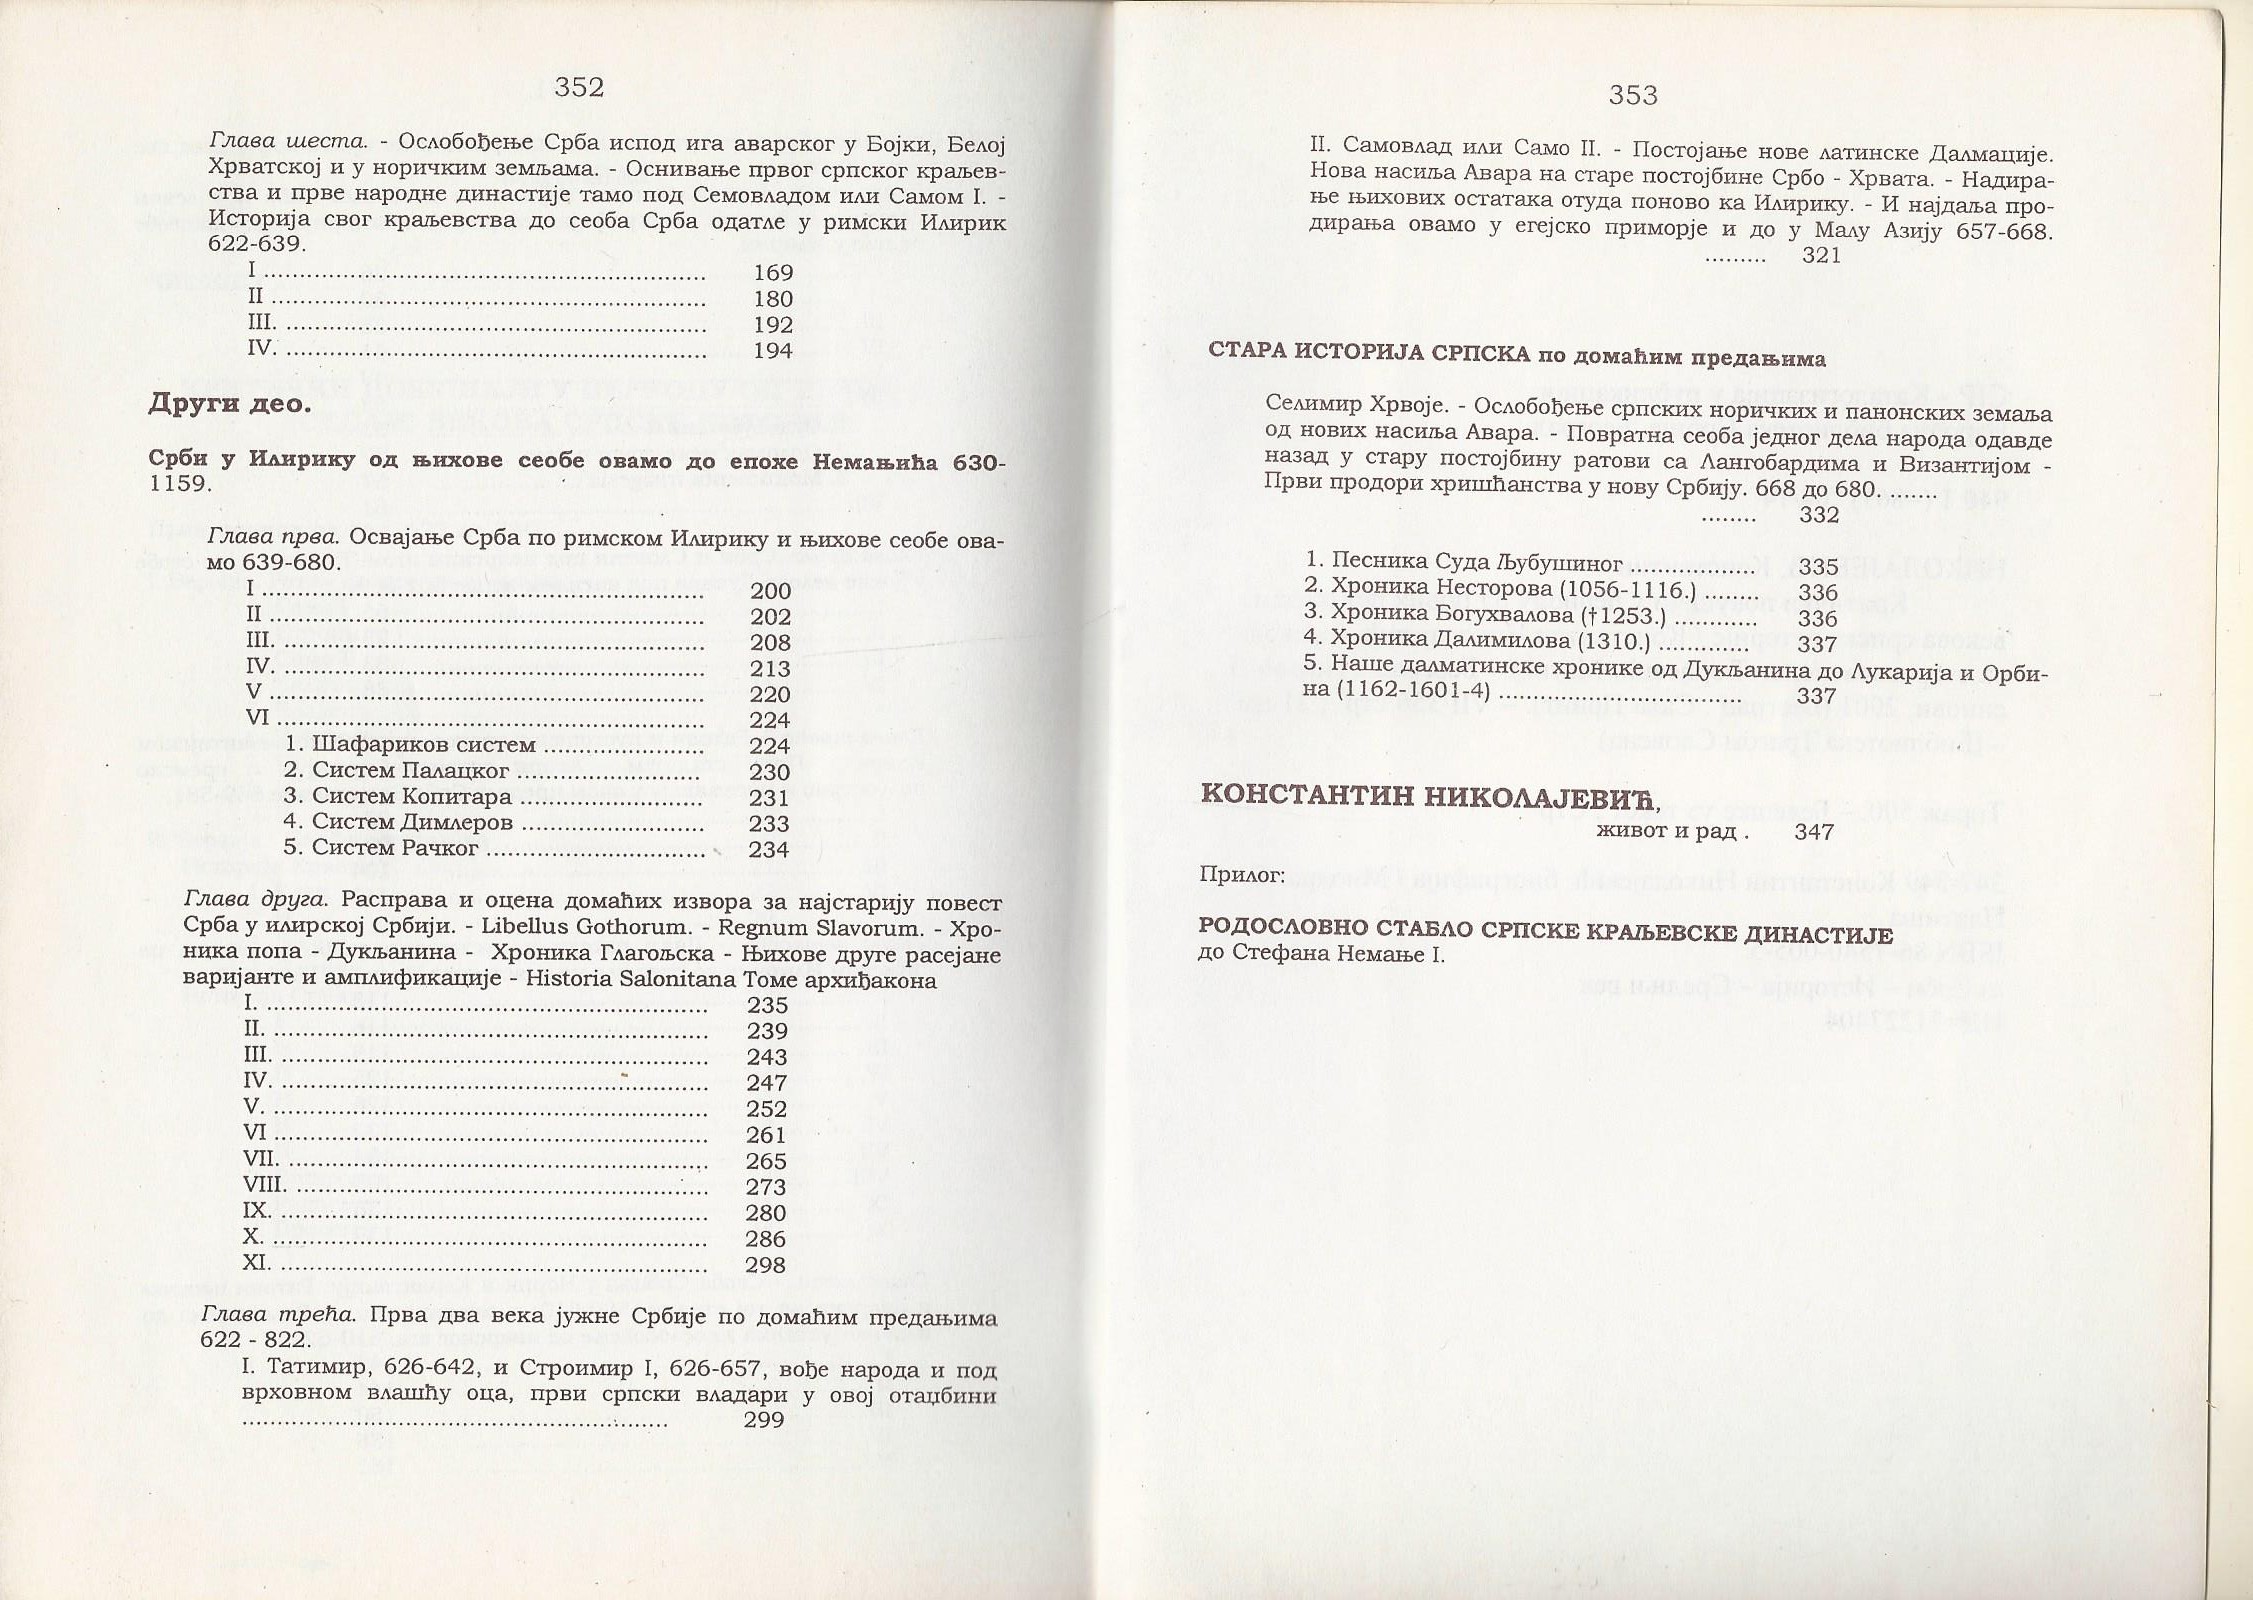 352
Глава шеста. - Ослобођење Срба испод ига аварског у Бојки, Белој
Хрватској и у норичким земљама. - Оснивање првог српског краљев-
ства и прве народне династије тамо под Семовладом или Самом I. -
Историја свог краљевства до сеоба Срба одатле у римски Илирик
622-639.
I ........................................................... 169
II .......................................................... 180
III. ........................................................ 192
IV. ........................................................ 194
Други део.
Срби у Илирику од њихове сеобе овамо до епохе Немањића 630-
1159.
Глава прва. Освајање Срба по римском Илирику и њихове сеобе ова-
мо 639-680.
I ........................................................... 200
II .......................................................... 202
III. ........................................................ 208
IV. ........................................................ 213
V .......................................................... 220
VI ......................................................... 224
1. Шафариков систем ...................... 224
2. Систем Палацког ......................... 230
3. Систем Копитара ......................... 231
4. Систем Димлеров ......................... 233
5. Систем Рачког .............................. 234
Глава друга. Расправа и оцена домаћих извора за најстарију повест
Срба у илирској Србији. - Libellus Gothorum. - Regnum Slavorum. - Хро-
ника попа - Дукљанина - Хроника Глагољска - Њихове друге расејане
варијанте и амплификације - Historia Salonitana Томе архиђакона
I. ........................................................... 235
II. .......................................................... 239
III. ......................................................... 243
IV. ......................................................... 247
V. .......................................................... 252
VI .......................................................... 261
VII. ........................................................ 265
VIII. ....................................................... 273
IX. ......................................................... 280
X. .......................................................... 286
XI. ......................................................... 298
Глава трећа. Прва два века јужне Србије по домаћим предањима
622 - 822.
I. Татимир, 626-642, и Строимир I, 626-657, вође народа и под
врховном влашћу оца, први српски владари у овој отаџбини
......................................................... 299
353
II. Самовлад или Само II. - Постојање нове латинске Далмације.
Нова насиља Авара на старе постојбине Србо - Хрвата. - Надира-
ње њихових остатака отуда поново ка Илирику. - И најдаља про-
дирања овамо у егејско приморје и до у Малу Азију 657-668.
......... 321
СТАРА ИСТОРИЈА СРПСКА по домаћим предањима
Селимир Хрвоје. - Ослобођење српских норичких и панонских земаља
од нових насиља Авара. - Повратна сеоба једног дела народа одавде
назад у стару постојбину ратови са Лангобардима и Византијом -
Први продори хришћанства у нову Србију. 668 до 680. .......
........ 332
1. Песника Суда Љубушиног .................. 335
2. Хроника Несторова (1056-1116.) ........ 336
3. Хроника Богухвалова (†1253.) ............ 336
4. Хроника Далимилова (1310.) ............. 337
5. Наше далматинске хронике од Дукљанина до Лукарија и Орби-
на (1162-1601-4) ................................... 337
КОНСТАНТИН НИКОЛАЈЕВИЋ,
живот и рад . 347
Прилог:
РОДОСЛОВНО СТАБЛО СРПСКЕ КРАЉЕВСКЕ ДИНАСТИЈЕ
до Стефана Немање I.